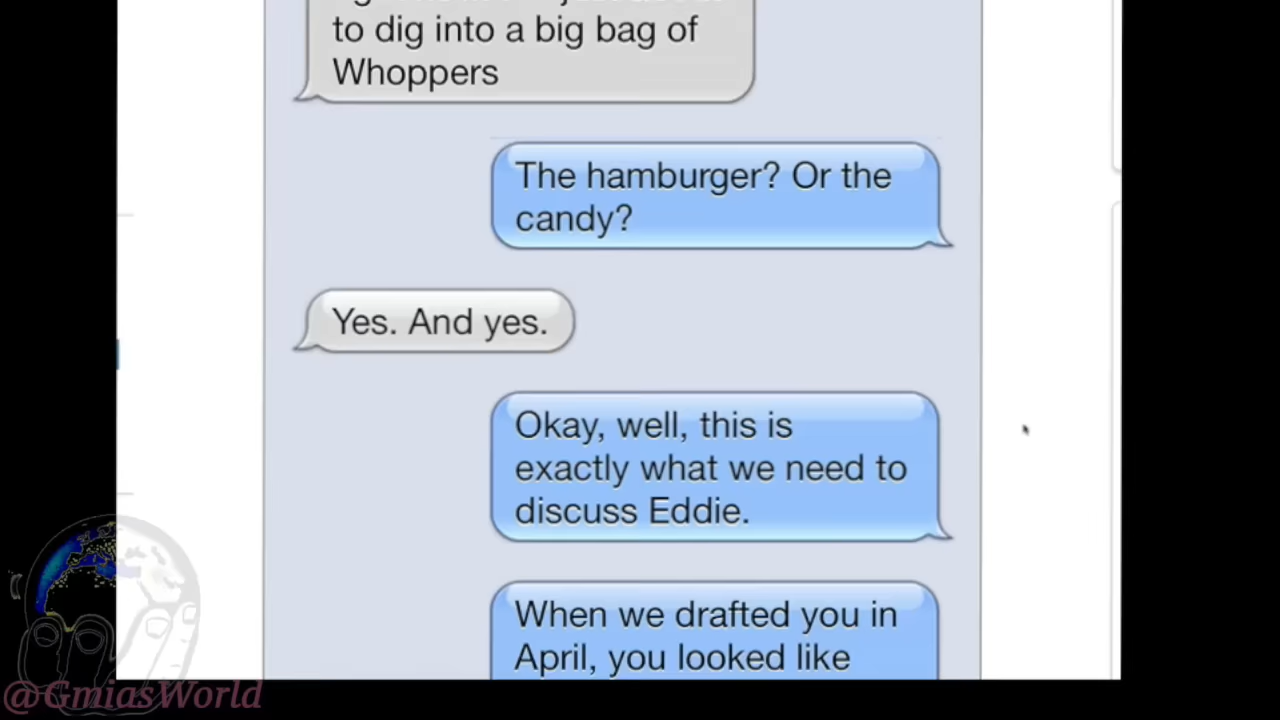 to dig into a big bag of
Whoppers
The hamburger? Or the
candy?
Yes. And yes.
Okay, well, this is
exactly what we need to
discuss Eddie.
When we drafted you in
April, you looked like
@GmiasWorld